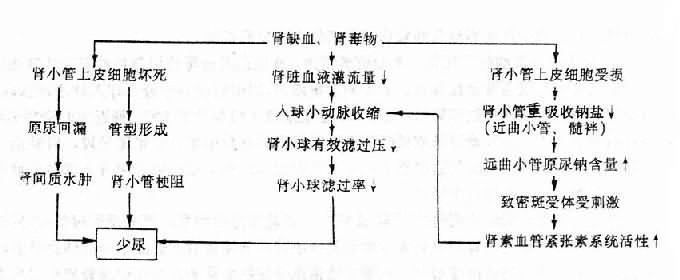 肾缺血、肾毒物
肾小管上皮细胞坏死 肾脏血液灌流量↓ 肾小管上皮细胞受损
原尿回漏 管型形成 入球小动脉收缩 肾小管重吸收钠盐↓
(近曲小管、髓袢)
肾小球有效滤过压↓
远曲小管原尿钠含量↑
肾间质水肿 肾小管梗阻 肾小球滤过率↓
致密斑受体受刺激
少尿 肾素血管紧张素系统活性↑